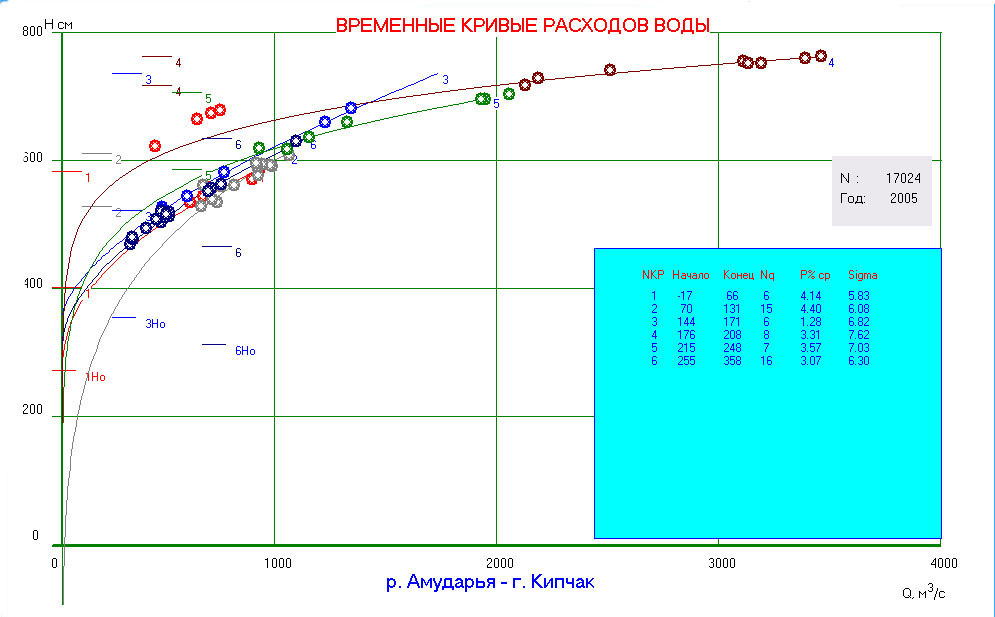 ВРЕМЕННЫЕ КРИВЫЕ РАСХОДОВ ВОДЫ
H см
800
600
400
200
0
4
3
4
5
6
2
1
5
2
3
6
1
3Но
6Но
1Но
3
4
5
6
2
1
N : 17024
Год: 2005
NКР Начало Конец Nq P% ср Sigma
1 -17 66 6 4.14 5.83
2 70 131 15 4.40 6.08
3 144 171 6 1.28 6.82
4 176 208 8 3.31 7.62
5 215 248 7 3.57 7.03
6 255 358 16 3.07 6.30
0 1000 2000 3000 4000
р. Амударья - г. Кипчак
Q, м³/с